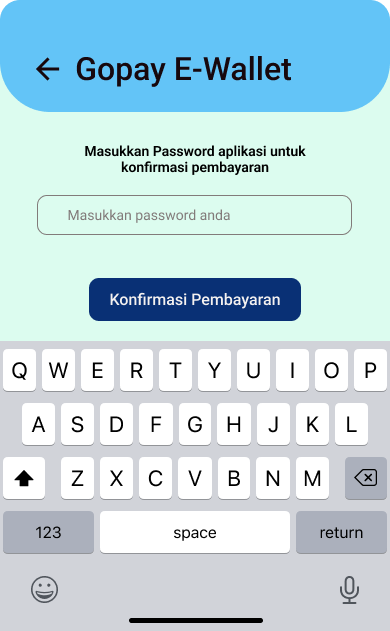 Gopay E-Wallet
Masukkan Password aplikasi untuk
konfirmasi pembayaran
Masukkan password anda
Konfirmasi Pembayaran
Q W E R T Y U I O P
A S D F G H J K L
Z X C V B N M
123 space return